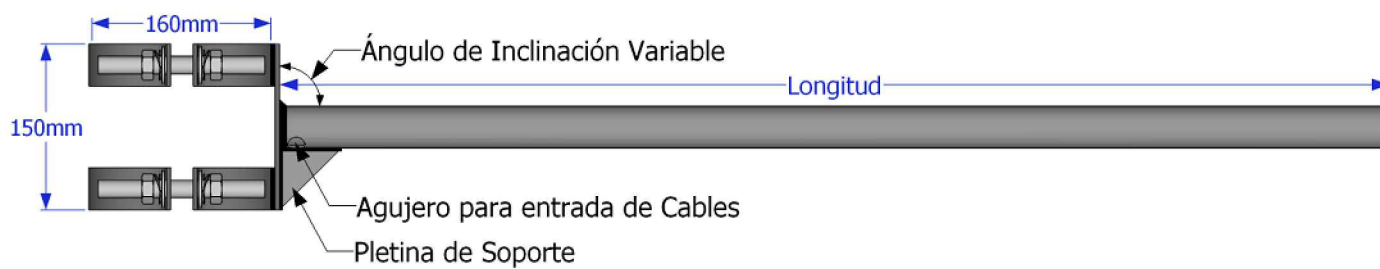 160mm
Ángulo de Inclinación Variable
Longitud
150mm
Agujero para entrada de Cables
Pletina de Soporte